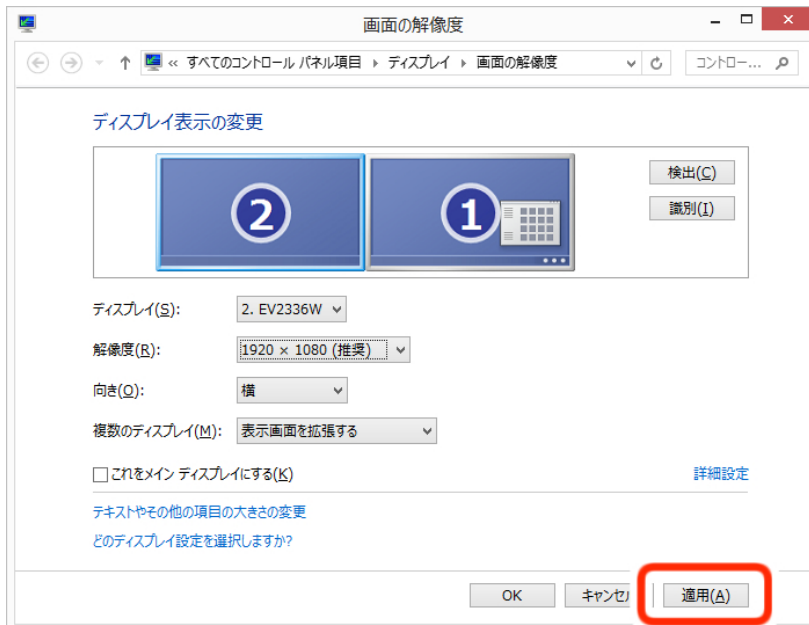 画面の解像度
« すべてのコントロール パネル項目 ▸ ディスプレイ ▸ 画面の解像度
コントロー...
ディスプレイ表示の変更
2
1
検出(C)
識別(I)
ディスプレイ(S):
2. EV2336W
解像度(R):
1920 × 1080 (推奨)
向き(O):
横
複数のディスプレイ(M):
表示画面を拡張する
これをメイン ディスプレイにする(K)
詳細設定
テキストやその他の項目の大きさの変更
どのディスプレイ設定を選択しますか?
OK
キャンセル
適用(A)